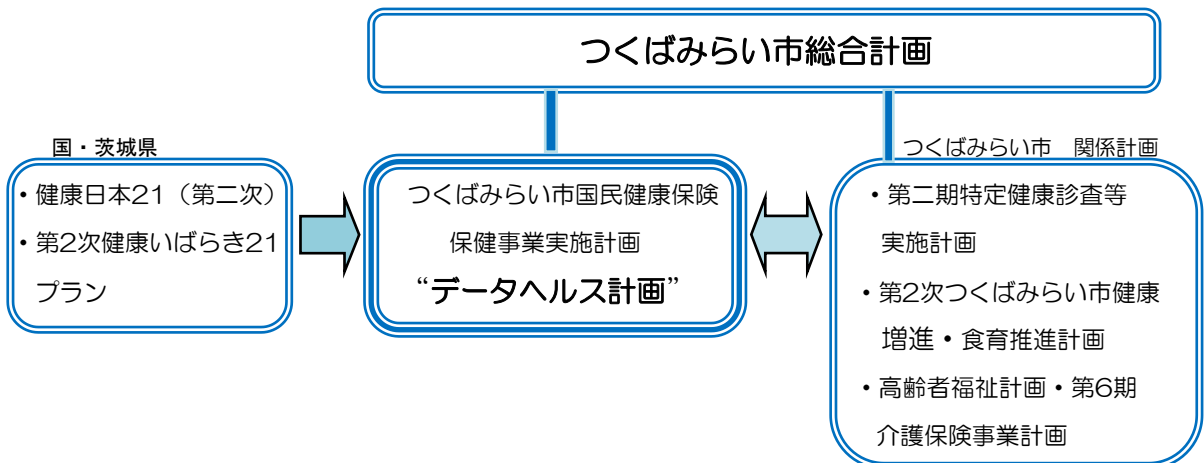 つくばみらい市総合計画
国・茨城県
・健康日本21（第二次）
・第2次健康いばらき21
プラン
つくばみらい市国民健康保険
保健事業実施計画
“データヘルス計画”
つくばみらい市　関係計画
・第二期特定健康診査等
実施計画
・第2次つくばみらい市健康
増進・食育推進計画
・高齢者福祉計画・第6期
介護保険事業計画